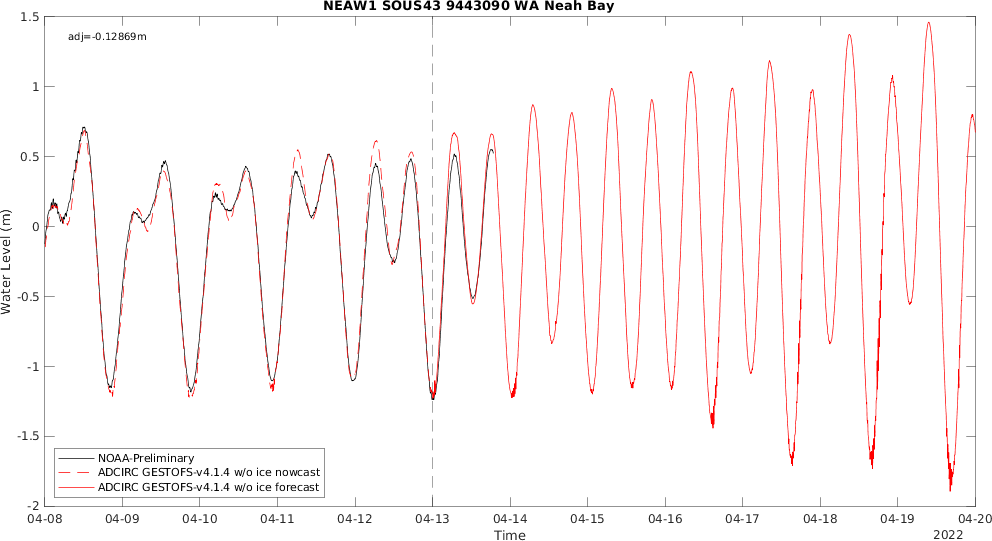 NEAW1 SOUS43 9443090 WA Neah Bay
adj=-0.12869m
1.5
1
0.5
0
-0.5
-1
-1.5
-2
Water Level (m)
NOAA-Preliminary
ADCIRC GESTOFS-v4.1.4 w/o ice nowcast
ADCIRC GESTOFS-v4.1.4 w/o ice forecast
04-08 04-09 04-10 04-11 04-12 04-13 04-14 04-15 04-16 04-17 04-18 04-19 04-20
Time
2022